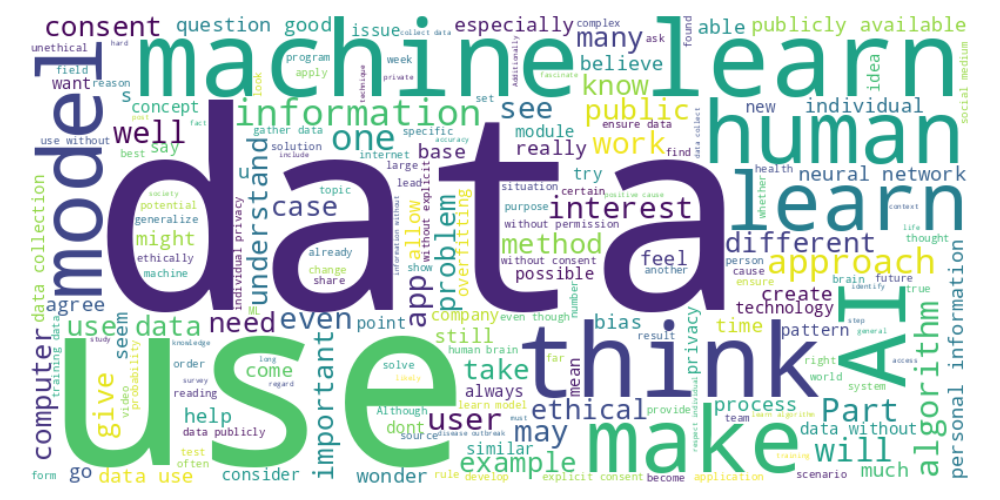 consent
question
good
issue
collect data
especially
complex
many
ask
found
able
publicly available
unethical
hard
machine learn
believe
program
apply
week
private
Additionally
fascinate
want
field
reason
look
technique
know
idea
social medium
s
concept
post
fact
information
set
see
public
data collect
new
individual
use without
well
gather data
specific
ensure data
human
best
say
accuracy
one
solution
internet
module
work
find
model
include
u
base
really
large
lead
try
health
neural network
data
society
topic
case
situation
certain
positive cause
whether
context
learn
potential
generalize
individual privacy
understand
information without
allow
without explicit
overfitting
purpose
interest
life
thought
data collection
might
ethically
already
app
problem
without permission
method
feel
different
machine
change
share
show
without consent
possible
another
person
cause
approach
brain
future
agree
ML
number
ensure
create
identify
true
use data
need
even
point
company
even though
bias
time
technology
pattern
AI
step
general
seem
study
knowledge
still
human brain
result
privacy
mean
think
right
access
computer
training data
give
video
probability
order
come
long
solve
take
far
world
system
algorithm
personal information
important
reading
survey
regard
likely
always
learn model
must
ethical
provide
process
Part
use
help
Although
user
may
team
learn algorithm
data without
data publicly
dont
source
disease outbreak
similar
make
respect individual
will
form
go
test
often
data use
consider
wonder
rule
develop
example
explicit consent
become
application
training
scenario
much